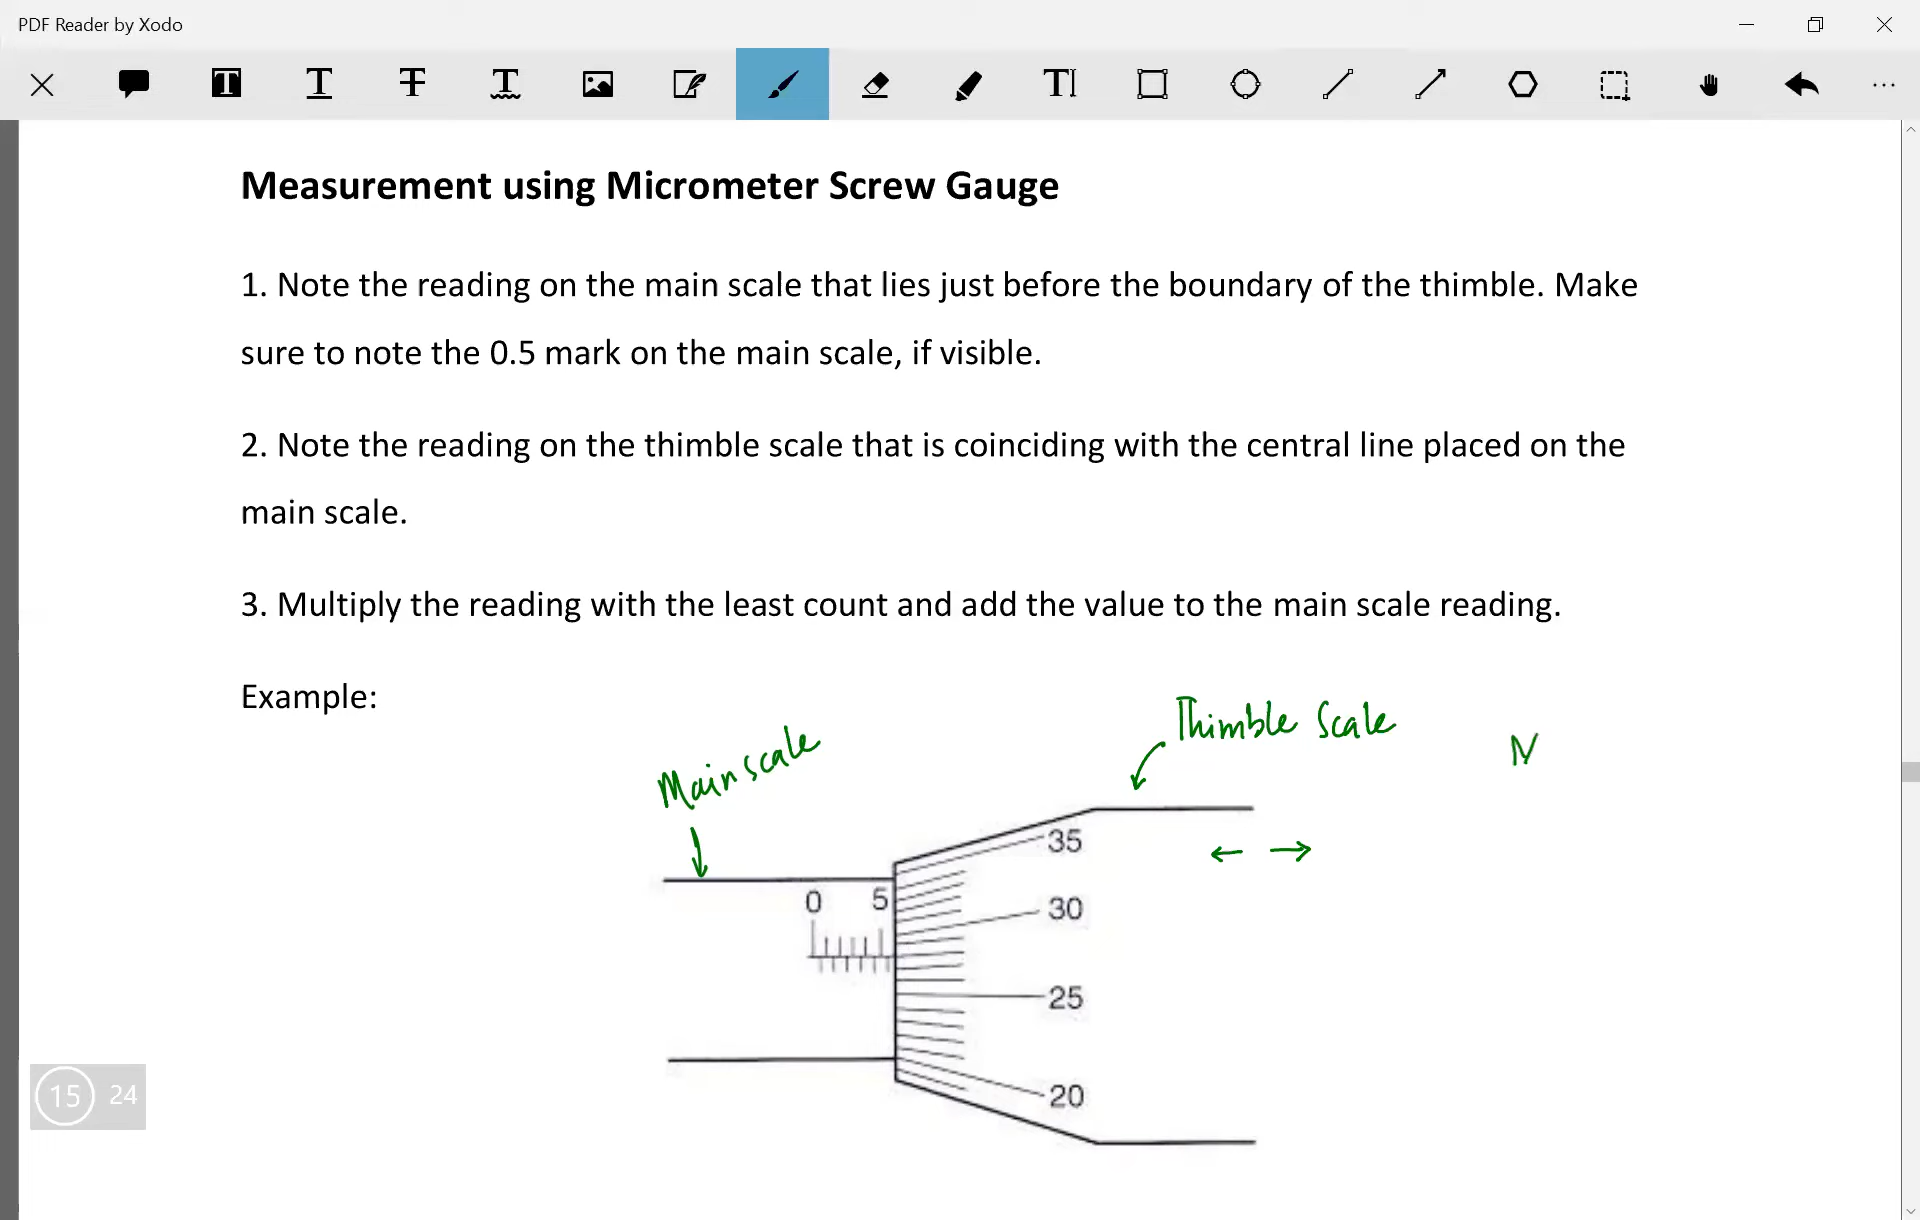 PDF Reader by Xodo
Measurement using Micrometer Screw Gauge
1. Note the reading on the main scale that lies just before the boundary of the thimble. Make
sure to note the 0.5 mark on the main scale, if visible.
2. Note the reading on the thimble scale that is coinciding with the central line placed on the
main scale.
3. Multiply the reading with the least count and add the value to the main scale reading.
Example:
Thimble Scale
Main scale
35
0 5
30
25
20
15 24